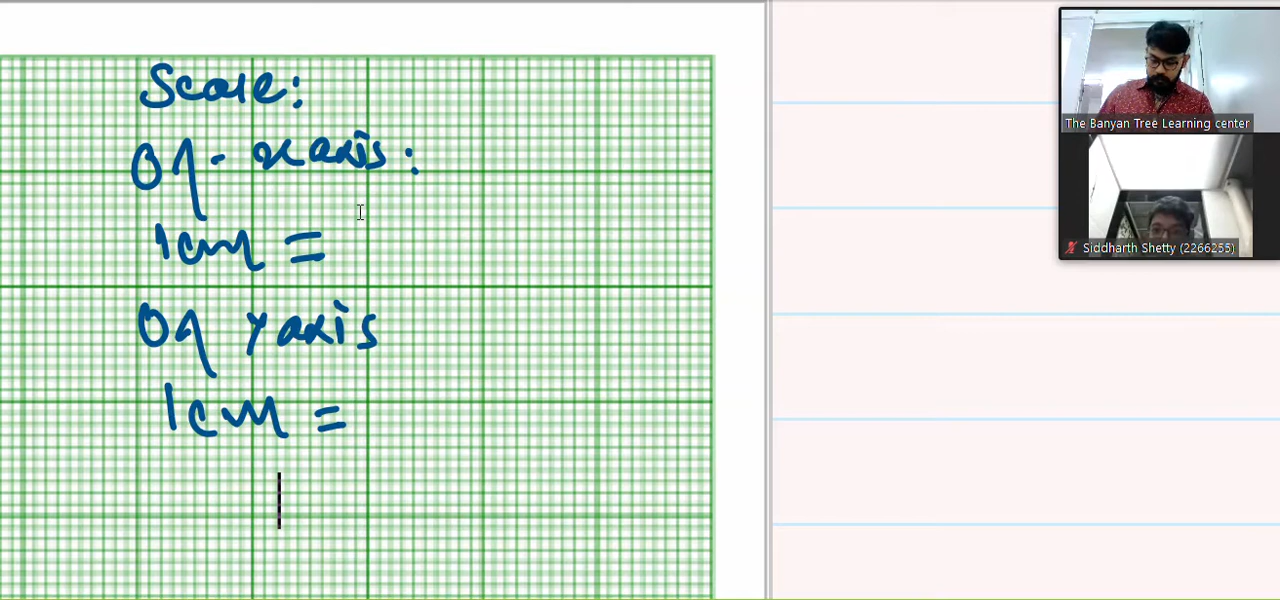 Scale:
On x axis:
1cm =
On y axis
1cm =
The Banyan Tree Learning center
Siddharth Shetty (2266255)